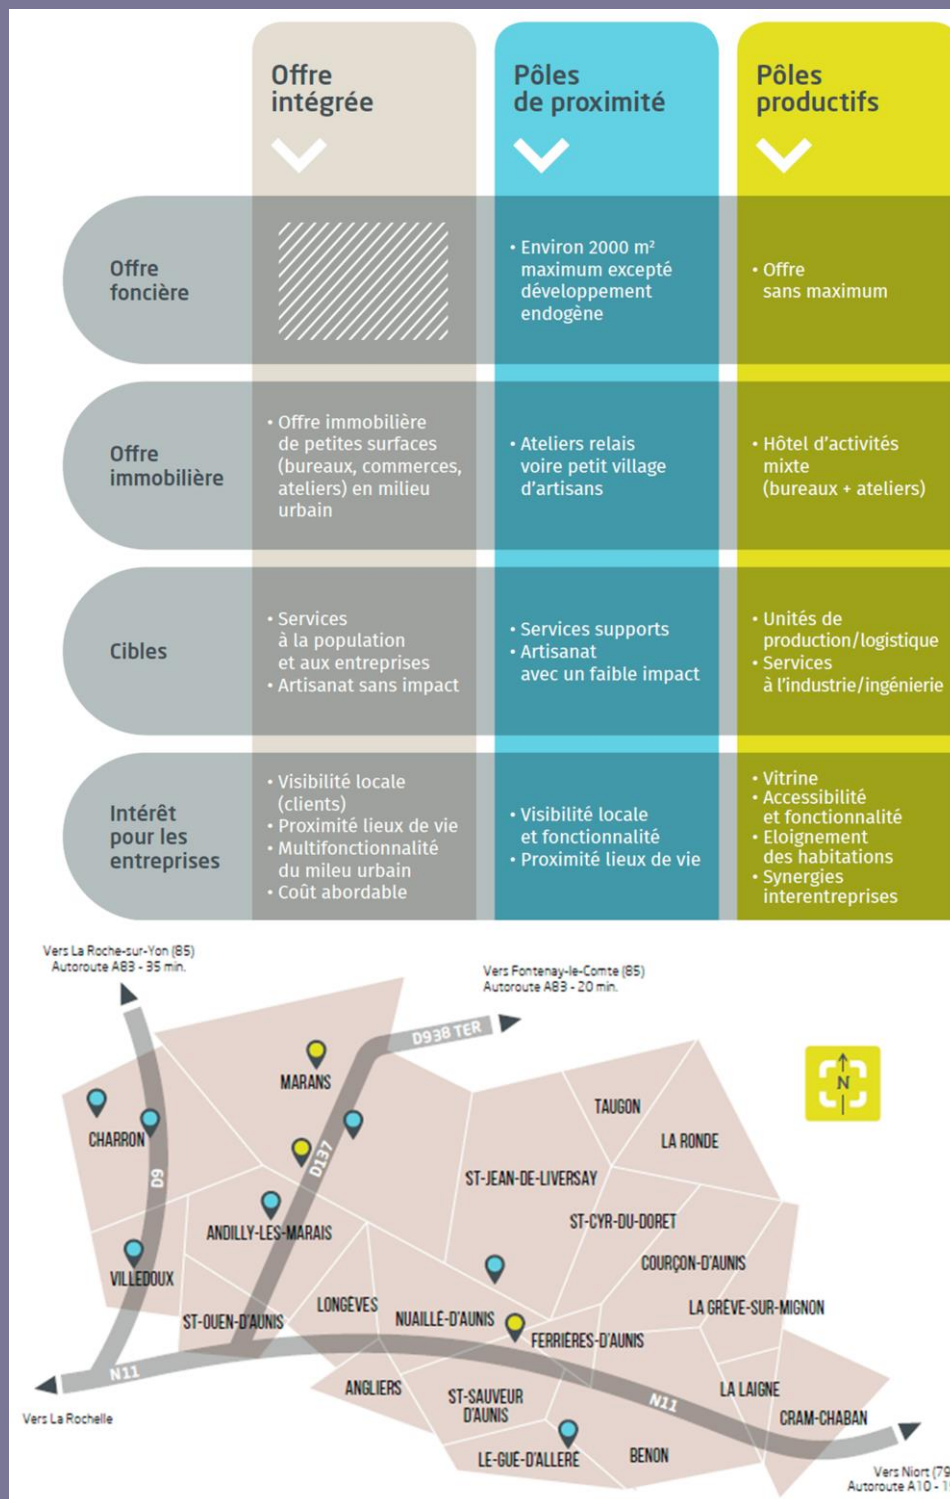 Offre
intégrée
Pôles
de proximité
Pôles
productifs
Offre
foncière
• Environ 2000 m²
maximum excepté
développement
endogène
• Offre
sans maximum
Offre
immobilière
• Offre immobilière
de petites surfaces
(bureaux, commerces,
ateliers) en milieu
urbain
• Ateliers relais
voire petit village
d'artisans
• Hôtel d'activités
mixte
(bureaux + ateliers)
Cibles
• Services
à la population
et aux entreprises
• Artisanat sans impact
• Services supports
• Artisanat
avec un faible impact
• Unités de
production/logistique
• Services
à l'industrie/ingénierie
Intérêt
pour les
entreprises
• Visibilité locale
(clients)
• Proximité lieux de vie
• Multifonctionnalité
du mileu urbain
• Coût abordable
• Visibilité locale
et fonctionnalité
• Proximité lieux de vie
• Vitrine
• Accessibilité
et fonctionnalité
• Eloignement
des habitations
• Synergies
interentreprises
Vers La Roche-sur-Yon (85)
Autoroute A83 - 35 min.
Vers Fontenay-le-Comte (85)
Autoroute A83 - 20 min.
D938 TER
N
MARANS
TAUGON
CHARRON
LA RONDE
D137
D9
ST-JEAN-DE-LIVERSAY
ST-CYR-DU-DORET
ANDILLY-LES-MARAIS
COURÇON-D'AUNIS
VILLEDOUX
LONGÈVES
LA GRÈVE-SUR-MIGNON
ST-OUEN-D'AUNIS
NUAILLÉ-D'AUNIS
FERRIÈRES-D'AUNIS
N11
ANGLIERS
LA LAIGNE
ST-SAUVEUR
D'AUNIS
N11
CRAM-CHABAN
Vers La Rochelle
LE-GUÉ-D'ALLERÉ
BENON
Vers Niort (79
Autoroute A10 - 1